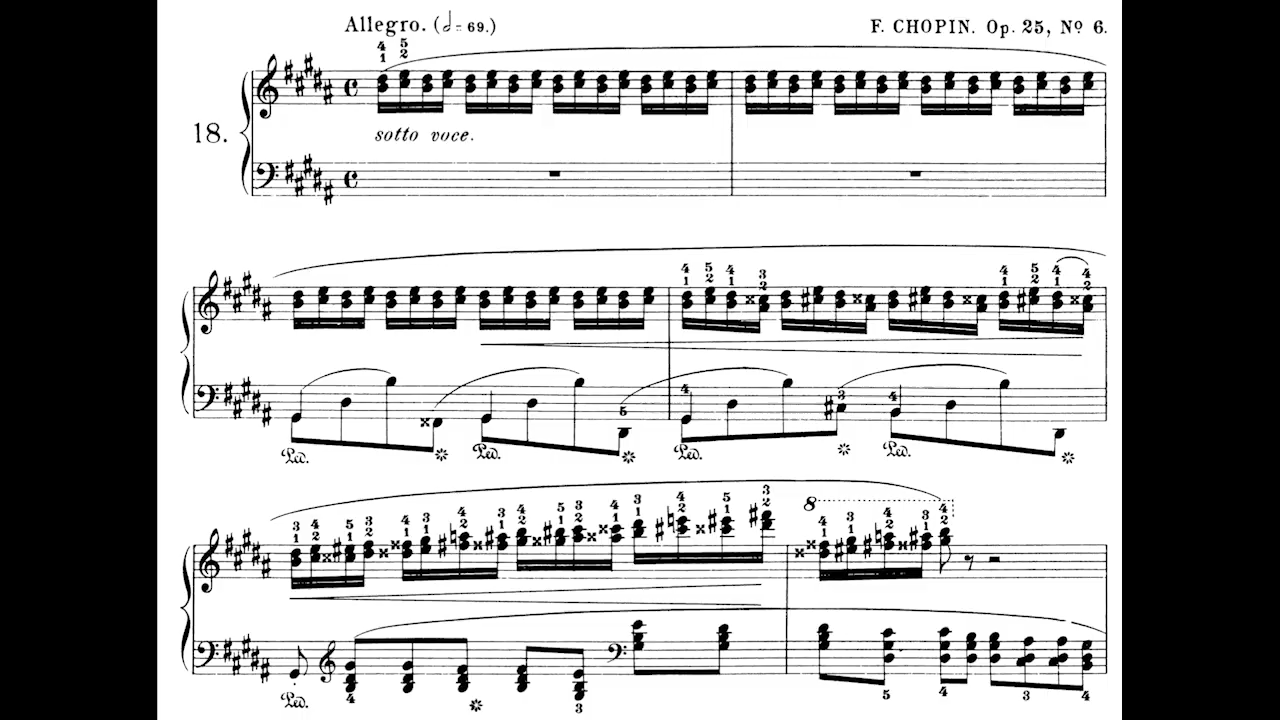 Allegro. (𝅗𝅥=69.) F. CHOPIN. Op. 25, Nº 6.
18.
sotto voce.
Ped. * Ped. * Ped. * Ped. *
8
Ped. *